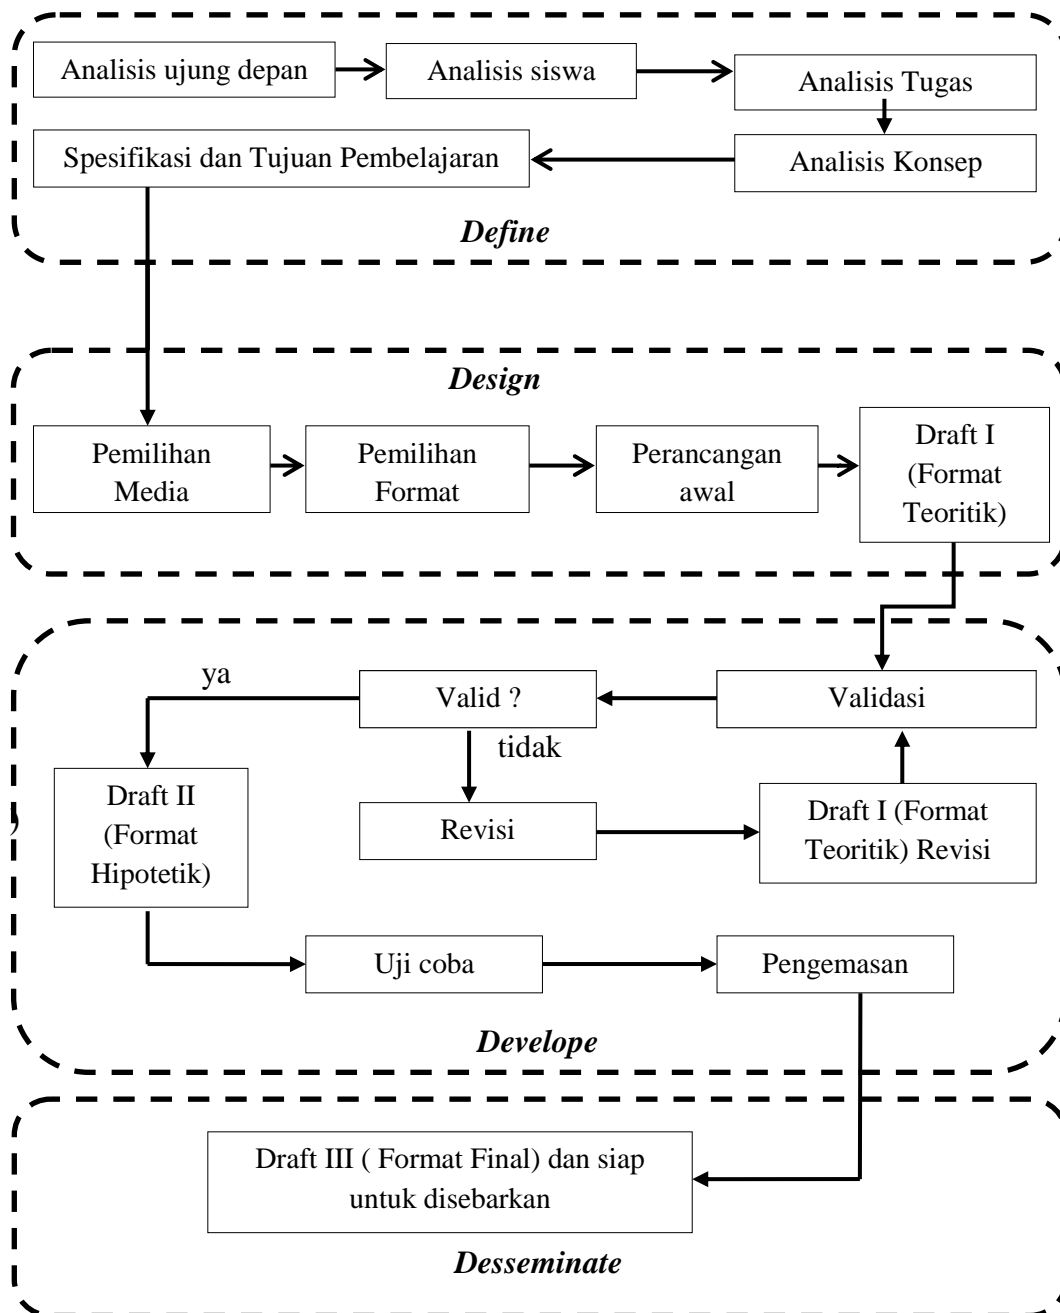 Analisis ujung depan
Analisis siswa
Analisis Tugas
Spesifikasi dan Tujuan Pembelajaran
Analisis Konsep
Define
Design
Pemilihan
Media
Pemilihan
Format
Perancangan
awal
Draft I
(Format
Teoritik)
ya
Valid ?
Validasi
tidak
Draft II
(Format
Hipotetik)
)
Revisi
Draft I (Format
Teoritik) Revisi
Uji coba
Pengemasan
Develope
Draft III ( Format Final) dan siap
untuk disebarkan
Desseminate